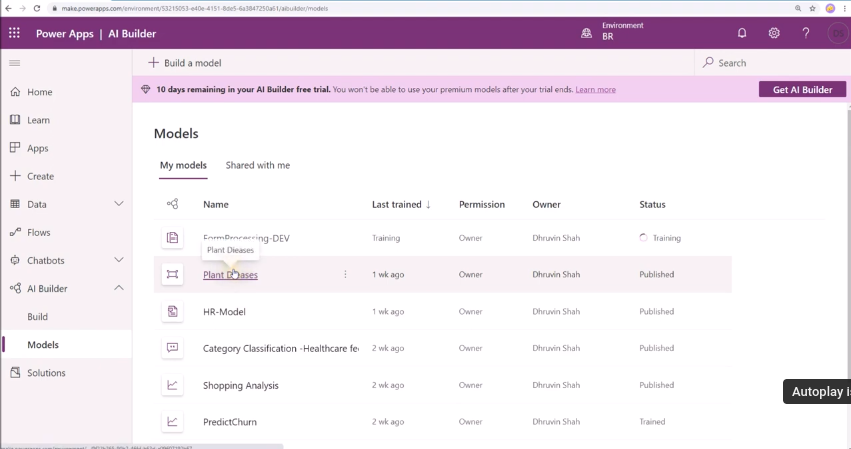 make.powerapps.com/environment/53215053-e40e-4151-8de5-6a3847250a61/aibuilder/models
Power Apps | AI Builder
Environment
BR
Build a model
Search
10 days remaining in your AI Builder free trial. You won't be able to use your premium models after your trial ends. Learn more
Get AI Builder
Home
Learn
Apps
Create
Data
Flows
Chatbots
AI Builder
Build
Models
Solutions
Models
My models Shared with me
Name Last trained ↓ Permission Owner Status
FormProcessing-DEV Training Owner Dhruvin Shah Training
Plant Dieases
Plant Dieases 1 wk ago Owner Dhruvin Shah Published
HR-Model 1 wk ago Owner Dhruvin Shah Published
Category Classification -Healthcare fe 2 wk ago Owner Dhruvin Shah Published
Shopping Analysis 2 wk ago Owner Dhruvin Shah Published
PredictChurn 2 wk ago Owner Dhruvin Shah Trained
Autoplay is